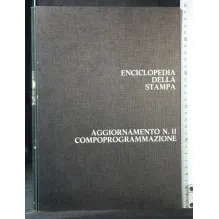 ENCICLOPEDIA
DELLA
STAMPA
AGGIORNAMENTO N. II
COMPOPROGRAMMAZIONE